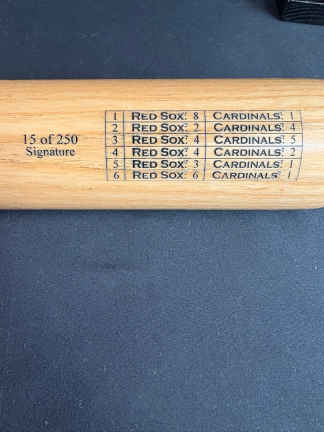 15 of 250
Signature
1 RED SOX 8 CARDINALS 1
2 RED SOX 2 CARDINALS 4
3 RED SOX 4 CARDINALS 5
4 RED SOX 4 CARDINALS 2
5 RED SOX 3 CARDINALS 1
6 RED SOX 6 CARDINALS 1